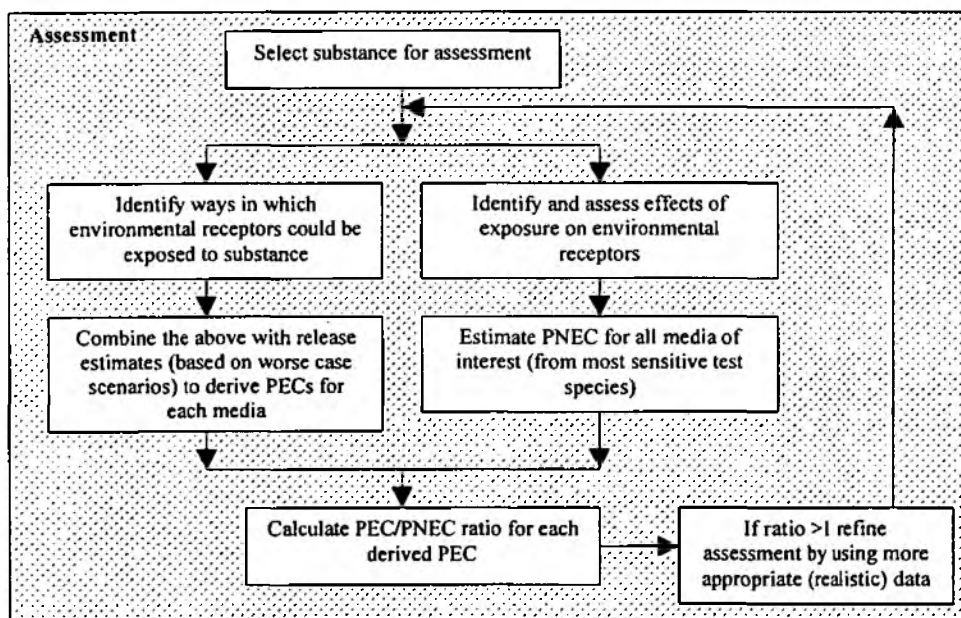 Assessment
Select substance for assessment
Identify ways in which
environmental receptors could be
exposed to substance
Identify and assess effects of
exposure on environmental
receptors
Combine the above with release
estimates (based on worse case
scenarios) to derive PECs for
each media
Estimate PNEC for all media of
interest (from most sensitive test
species)
Calculate PEC/PNEC ratio for each
derived PEC
If ratio >1 refine
assessment by using more
appropriate (realistic) data